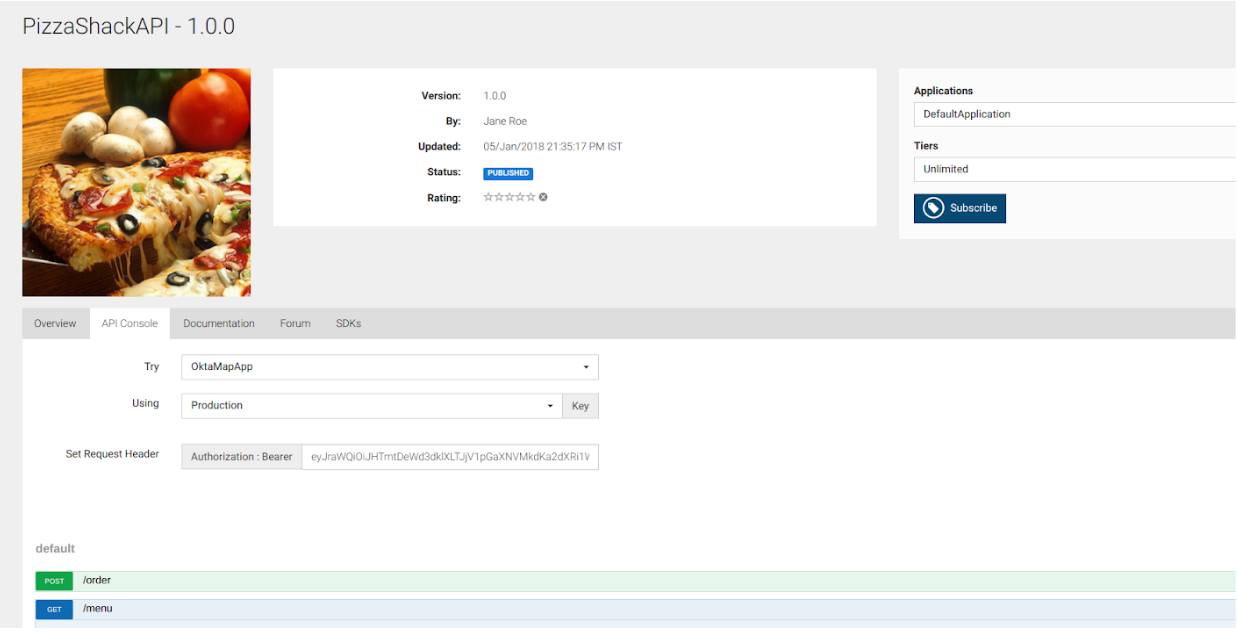 PizzaShackAPI - 1.0.0
Version: 1.0.0
By: Jane Roe
Updated: 05/Jan/2018 21:35:17 PM IST
Status: PUBLISHED
Rating:
Applications
DefaultApplication
Tiers
Unlimited
Subscribe
Overview API Console Documentation Forum SDKs
Try OktaMapApp
Using Production Key
Set Request Header Authorization : Bearer
default
POST /order
GET /menu